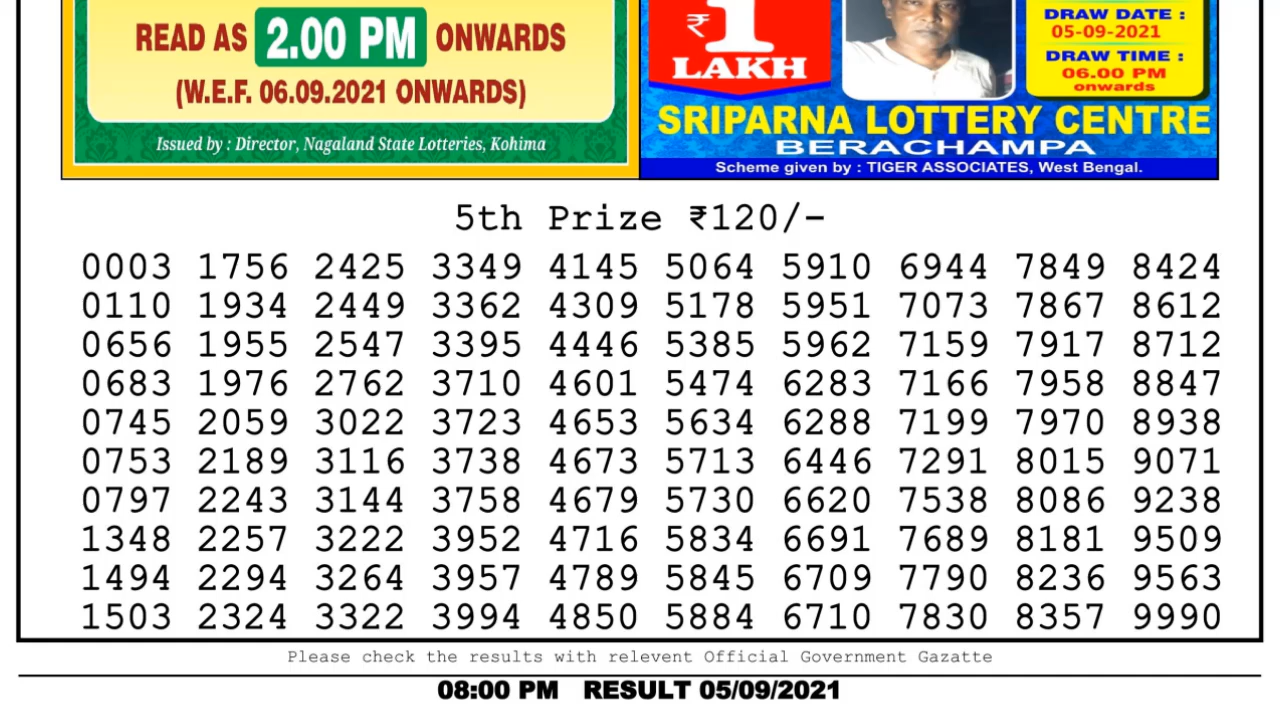 READ AS 2.00 PM ONWARDS
(W.E.F. 06.09.2021 ONWARDS)
Issued by : Director, Nagaland State Lotteries, Kohima
₹1
LAKH
DRAW DATE :
05-09-2021
DRAW TIME :
06.00 PM
onwards
SRIPARNA LOTTERY CENTRE
BERACHAMPA
Scheme given by : TIGER ASSOCIATES, West Bengal.
5th Prize ₹120/-
0003 1756 2425 3349 4145 5064 5910 6944 7849 8424
0110 1934 2449 3362 4309 5178 5951 7073 7867 8612
0656 1955 2547 3395 4446 5385 5962 7159 7917 8712
0683 1976 2762 3710 4601 5474 6283 7166 7958 8847
0745 2059 3022 3723 4653 5634 6288 7199 7970 8938
0753 2189 3116 3738 4673 5713 6446 7291 8015 9071
0797 2243 3144 3758 4679 5730 6620 7538 8086 9238
1348 2257 3222 3952 4716 5834 6691 7689 8181 9509
1494 2294 3264 3957 4789 5845 6709 7790 8236 9563
1503 2324 3322 3994 4850 5884 6710 7830 8357 9990
Please check the results with relevent Official Government Gazatte
08:00 PM RESULT 05/09/2021